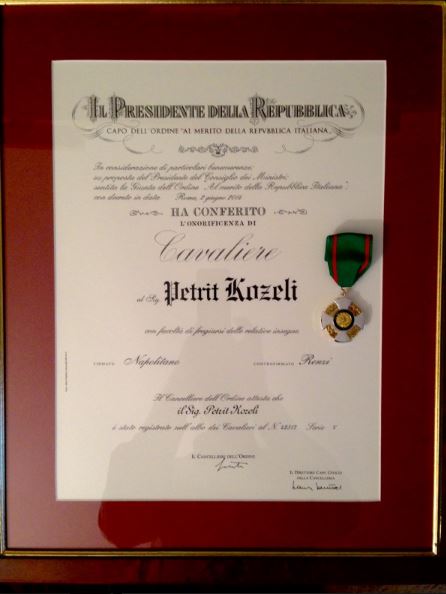 IL PRESIDENTE DELLA REPUBBLICA
CAPO DELL'ORDINE "AL MERITO DELLA REPVBBLICA ITALIANA„
In considerazione di particolari benemerenze;
su proposta del Presidente del Consiglio dei Ministri;
sentita la Giunta dell'Ordine "Al merito della Repubblica Italiana";
con decreto in data Roma, 2 giugno 2014
HA CONFERITO
L'ONORIFICENZA DI
Cavaliere
al Sig. Petrit Kozeli
con facoltà di fregiarsi delle relative insegne
FIRMATO Napolitano CONTROFIRMATO Renzi
Il Cancelliere dell'Ordine attesta che
il Sig. Petrit Kozeli
è stato registrato nell'albo dei Cavalieri al N. Serie V
IL CANCELLIERE DELL'ORDINE
IL DIRETTORE CAPO UFFICIO
DELLA CANCELLERIA